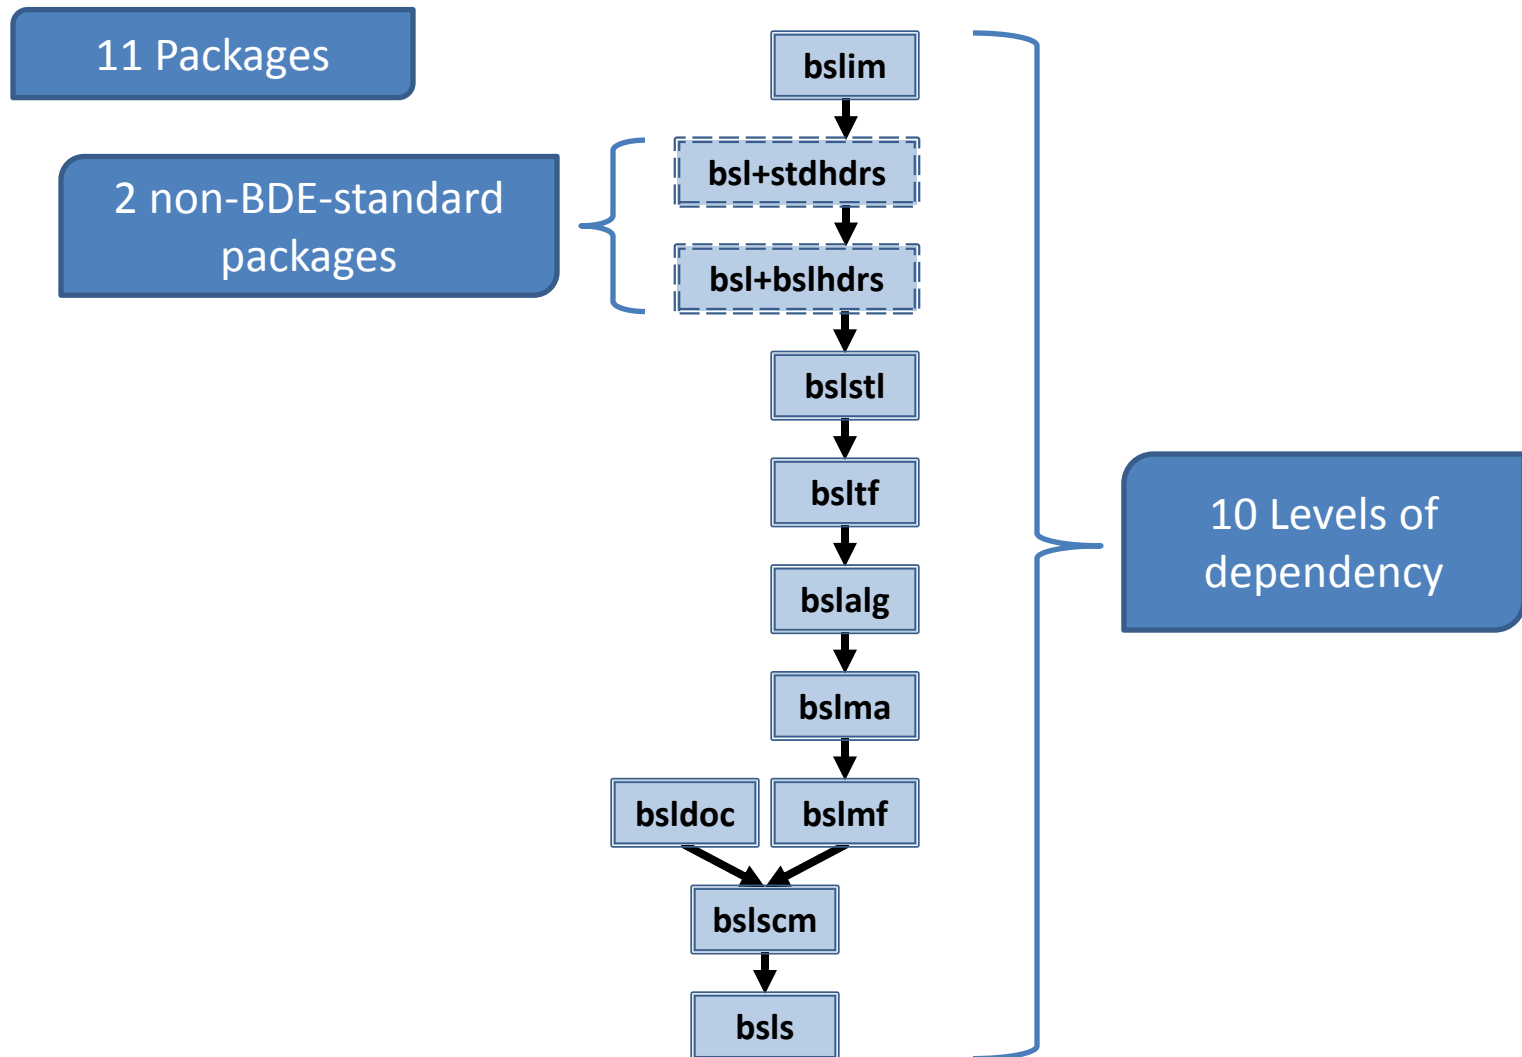 11 Packages
bslim
bsl+stdhdrs
2 non-BDE-standard
packages
bsl+bslhdrs
bslstl
bsltf
10 Levels of
dependency
bslalg
bslma
bsldoc
bslmf
bslscm
bsls